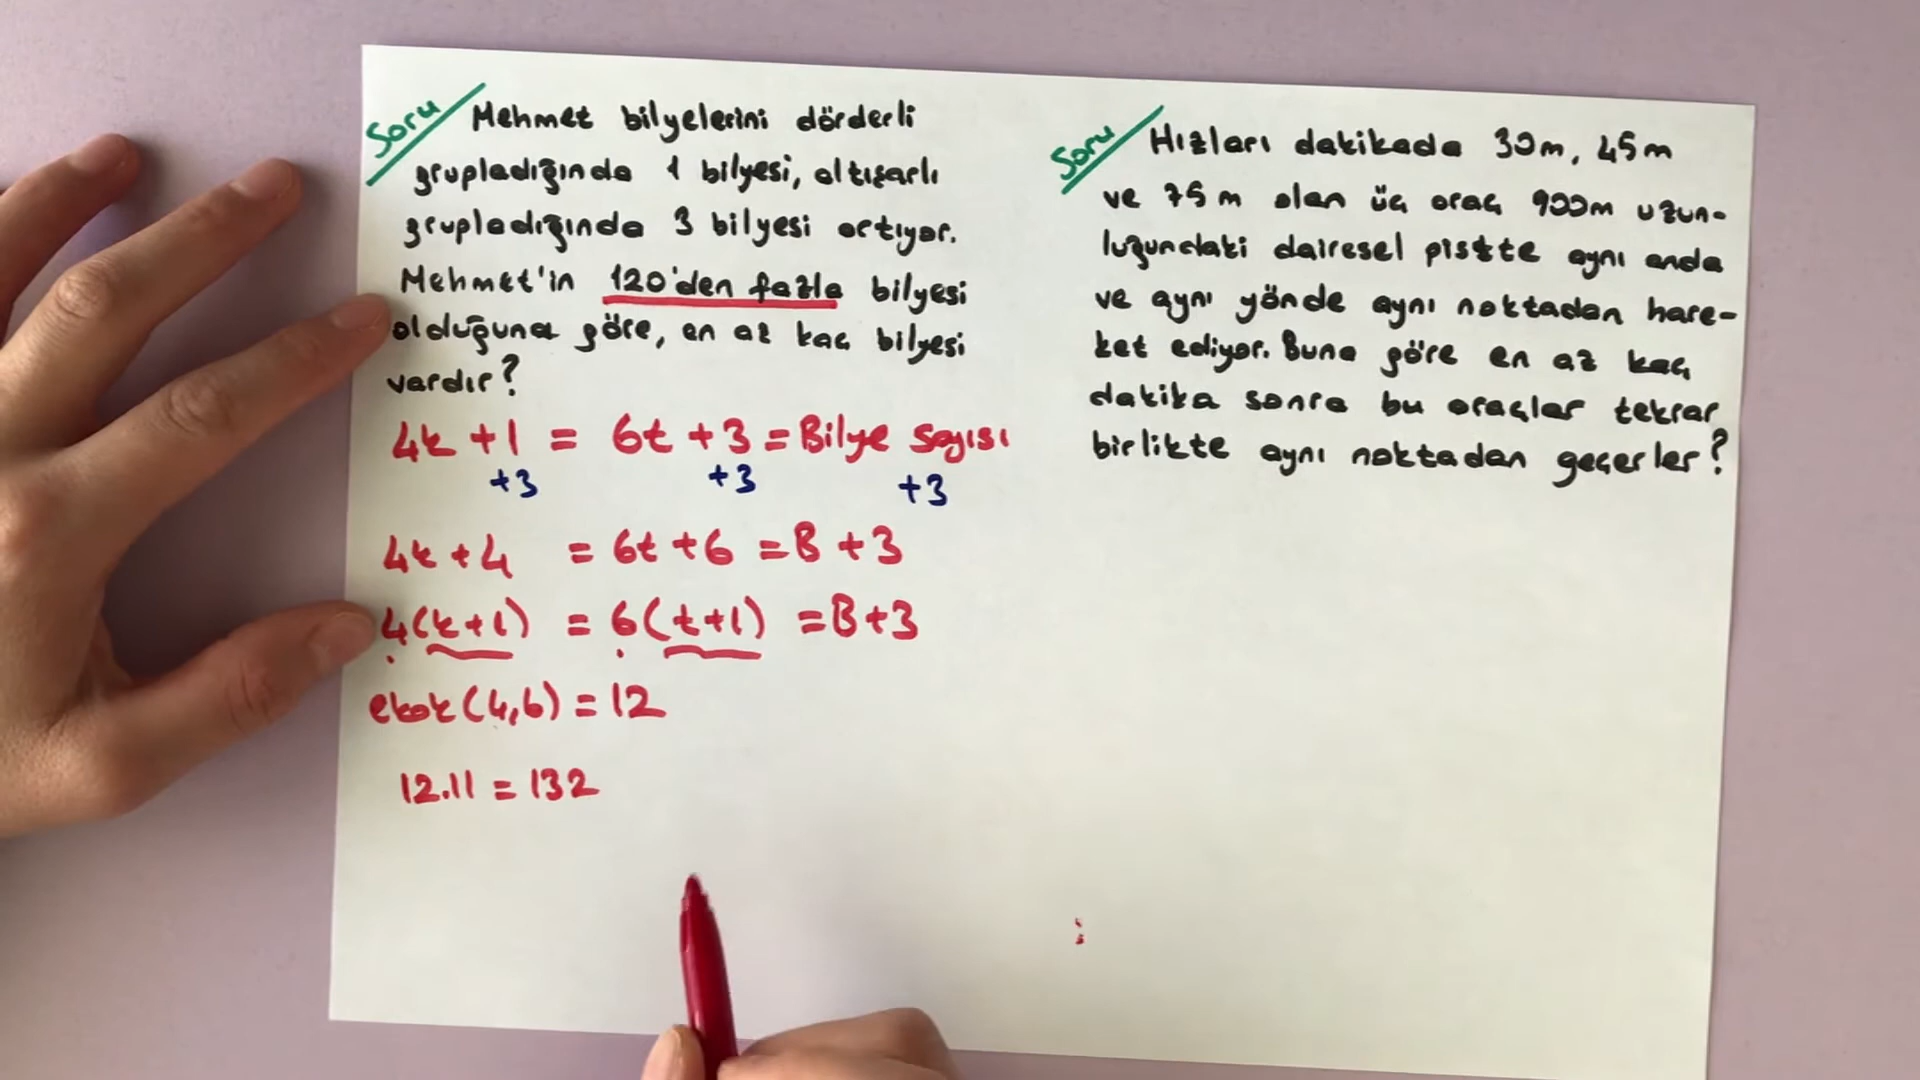 Soru
Mehmet bilyelerini dörderli
grupladığında 1 bilyesi, altışarlı
grupladığında 3 bilyesi artıyor.
Mehmet'in 120'den fazla bilyesi
olduğuna göre, en az kaç bilyesi
vardır?
4k + 1 = 6t + 3 = Bilye sayısı
+3 +3 +3
4k + 4 = 6t + 6 = B + 3
4(k+1) = 6(t+1) = B+3
ekok(4,6) = 12
12.11 = 132
Soru
Hızları dakikada 30m, 45m
ve 75m olan üç araç 900m uzun-
luğundaki dairesel pistte aynı anda
ve aynı yönde aynı noktadan hare-
ket ediyor. Buna göre en az kaç
dakika sonra bu araçlar tekrar
birlikte aynı noktadan geçerler?